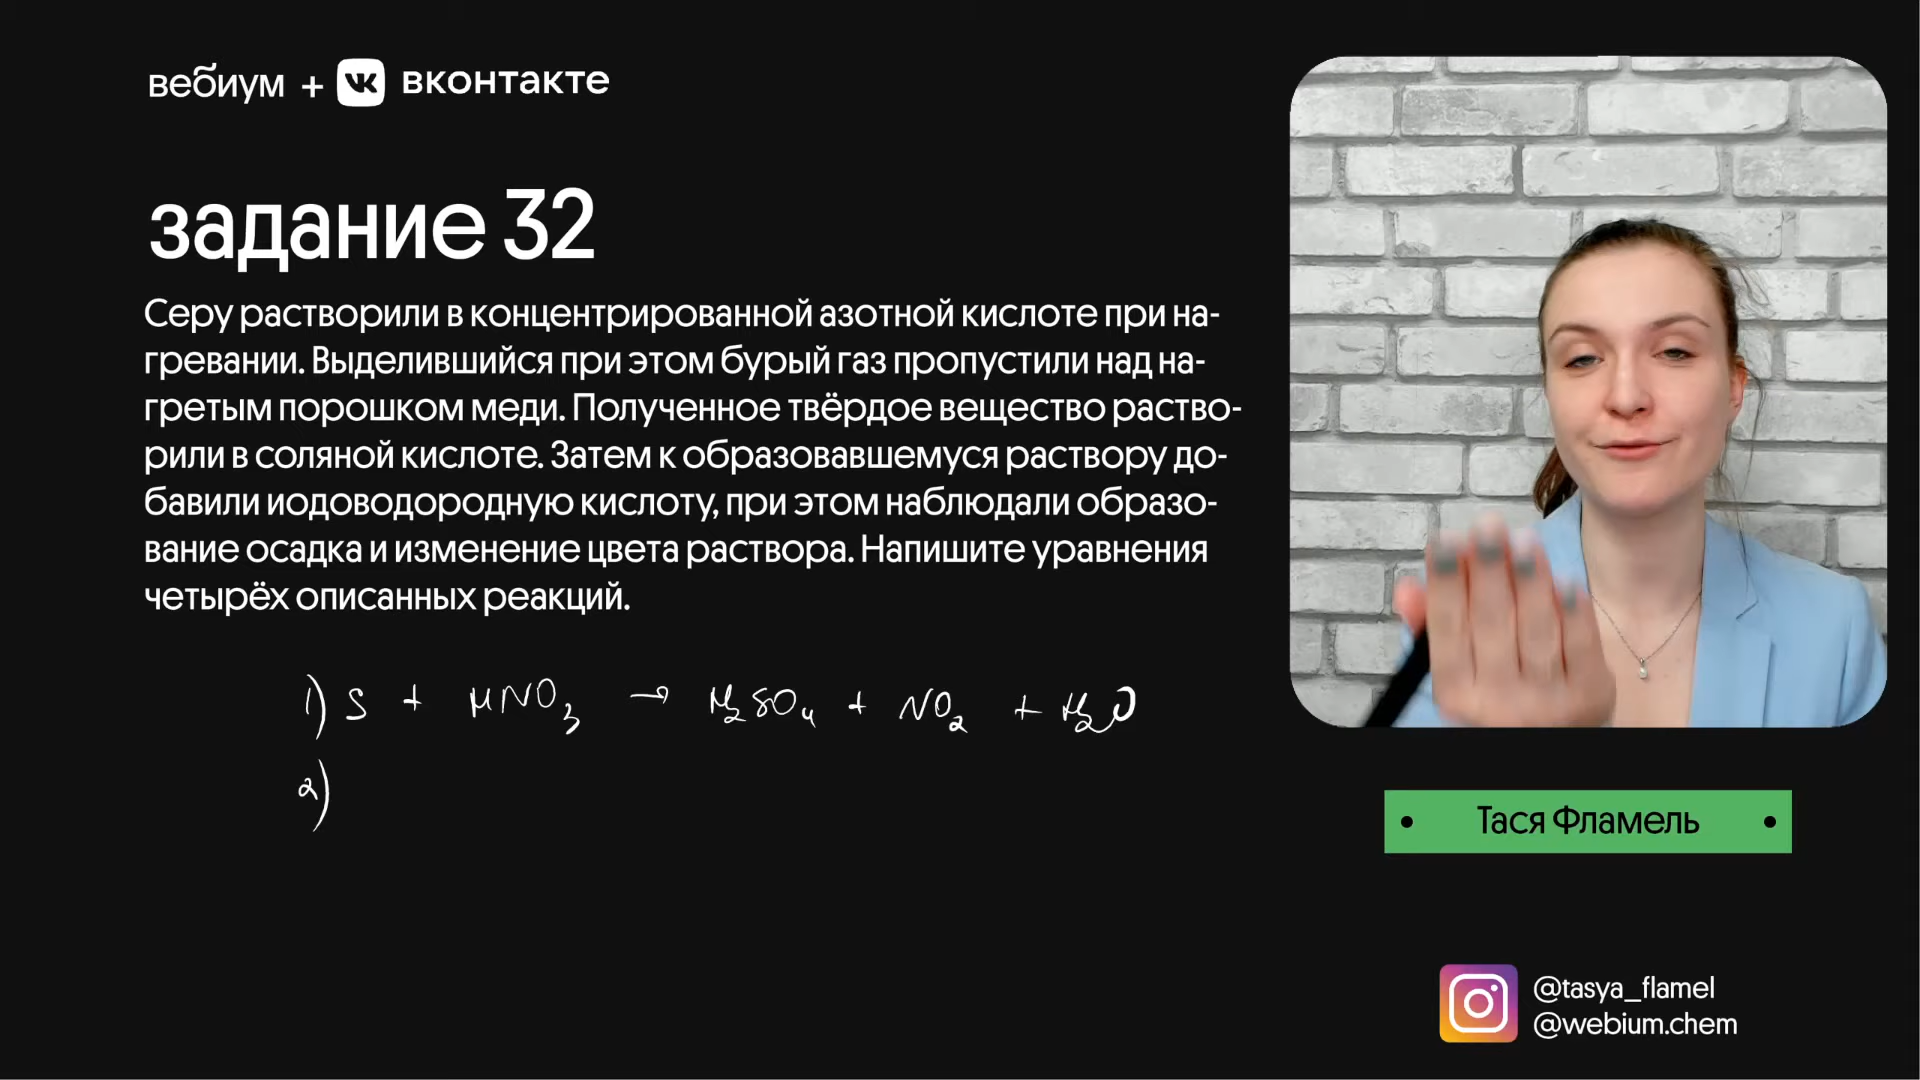 вебиум + вконтакте
задание 32
Серу растворили в концентрированной азотной кислоте при на-
гревании. Выделившийся при этом бурый газ пропустили над на-
гретым порошком меди. Полученное твёрдое вещество раство-
рили в соляной кислоте. Затем к образовавшемуся раствору до-
бавили иодоводородную кислоту, при этом наблюдали образо-
вание осадка и изменение цвета раствора. Напишите уравнения
четырёх описанных реакций.
1) S + HNO3 → H2SO4 + NO2 + H2O
2)
Тася Фламель
@tasya_flamel
@webium.chem